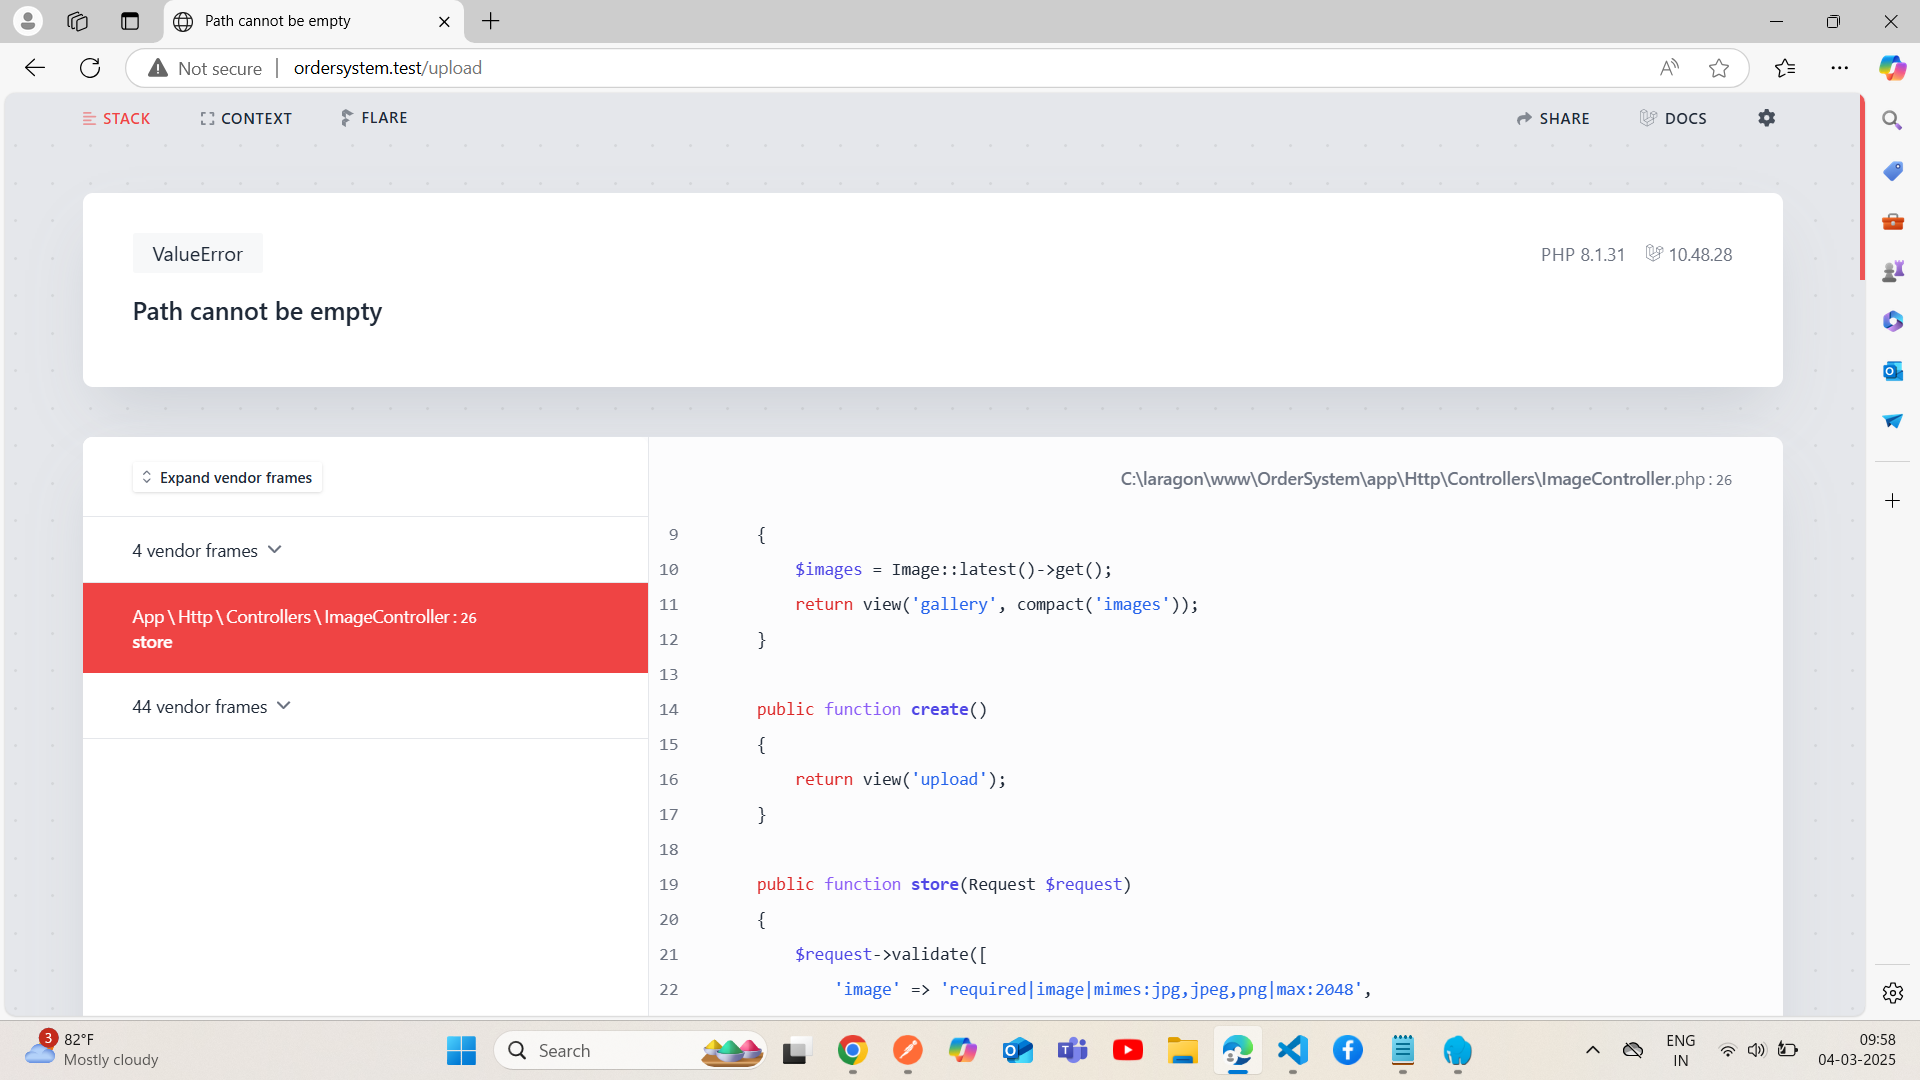 Path cannot be empty
Not secure
ordersystem.test/upload
STACK
CONTEXT
FLARE
SHARE
DOCS
ValueError
PHP 8.1.31
10.48.28
Path cannot be empty
Expand vendor frames
4 vendor frames
App \ Http \ Controllers \ ImageController : 26
store
44 vendor frames
C:\laragon\www\OrderSystem\app\Http\Controllers\ImageController.php : 26
9 {
10 $images = Image::latest()->get();
11 return view('gallery', compact('images'));
12 }
13
14 public function create()
15 {
16 return view('upload');
17 }
18
19 public function store(Request $request)
20 {
21 $request->validate([
22 'image' => 'required|image|mimes:jpg,jpeg,png|max:2048',
3
82°F
Mostly cloudy
Search
ENG
IN
09:58
04-03-2025